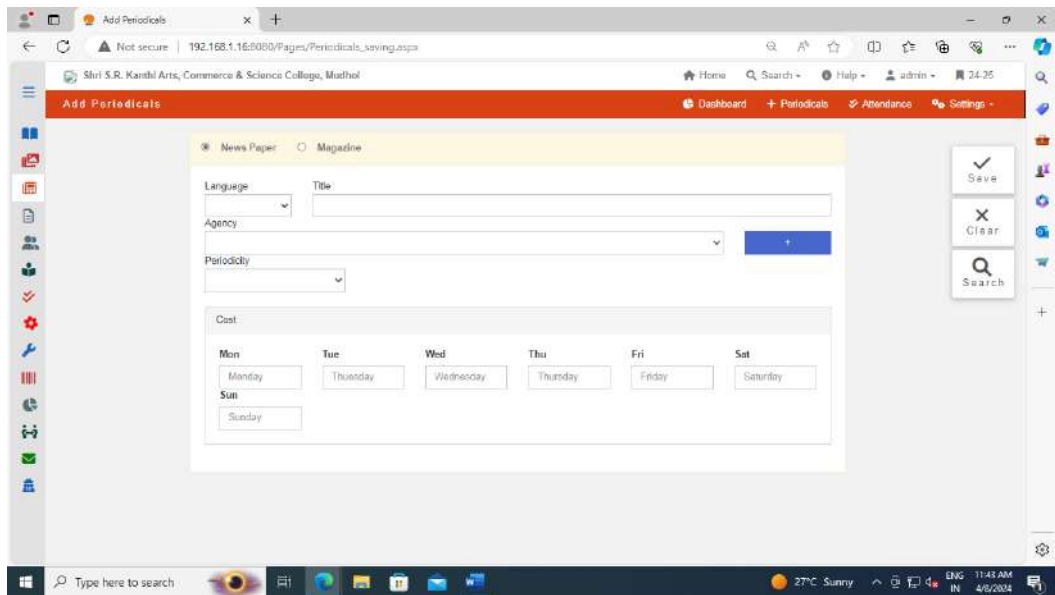 Add Periodicals
Not secure 192.168.1.16:8080/Pages/Periodicals_saving.aspx
Shri S.R. Kanthi Arts, Commerce & Science College, Mudhol
Home Search Help admin 24-25
Add Periodicals
Dashboard + Periodicals Attendance Settings
News Paper Magazine
Language Title
Agency
+
Periodicity
Cost
Mon Tue Wed Thu Fri Sat
Monday Thuesday Wednesday Thursday Friday Saturday
Sun
Sunday
Save
Clear
Search
Type here to search
27°C Sunny
ENG 11:43 AM
IN 4/8/2024